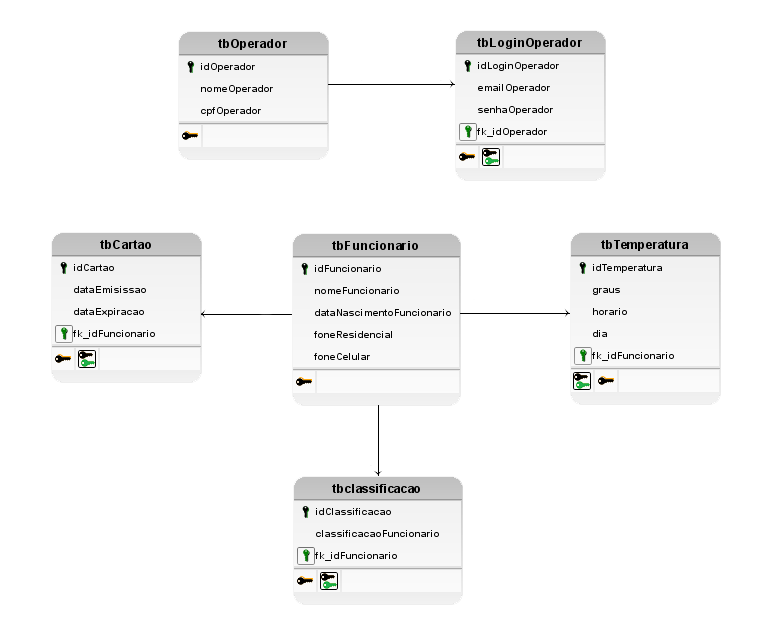 tbOperador
idOperador
nomeOperador
cpfOperador
tbLoginOperador
idLoginOperador
emailOperador
senhaOperador
fk_idOperador
tbCartao
idCartao
dataEmisissao
dataExpiracao
fk_idFuncionario
tbFuncionario
idFuncionario
nomeFuncionario
dataNascimentoFuncionario
foneResidencial
foneCelular
tbTemperatura
idTemperatura
graus
horario
dia
fk_idFuncionario
tbclassificacao
idClassificacao
classificacaoFuncionario
fk_idFuncionario